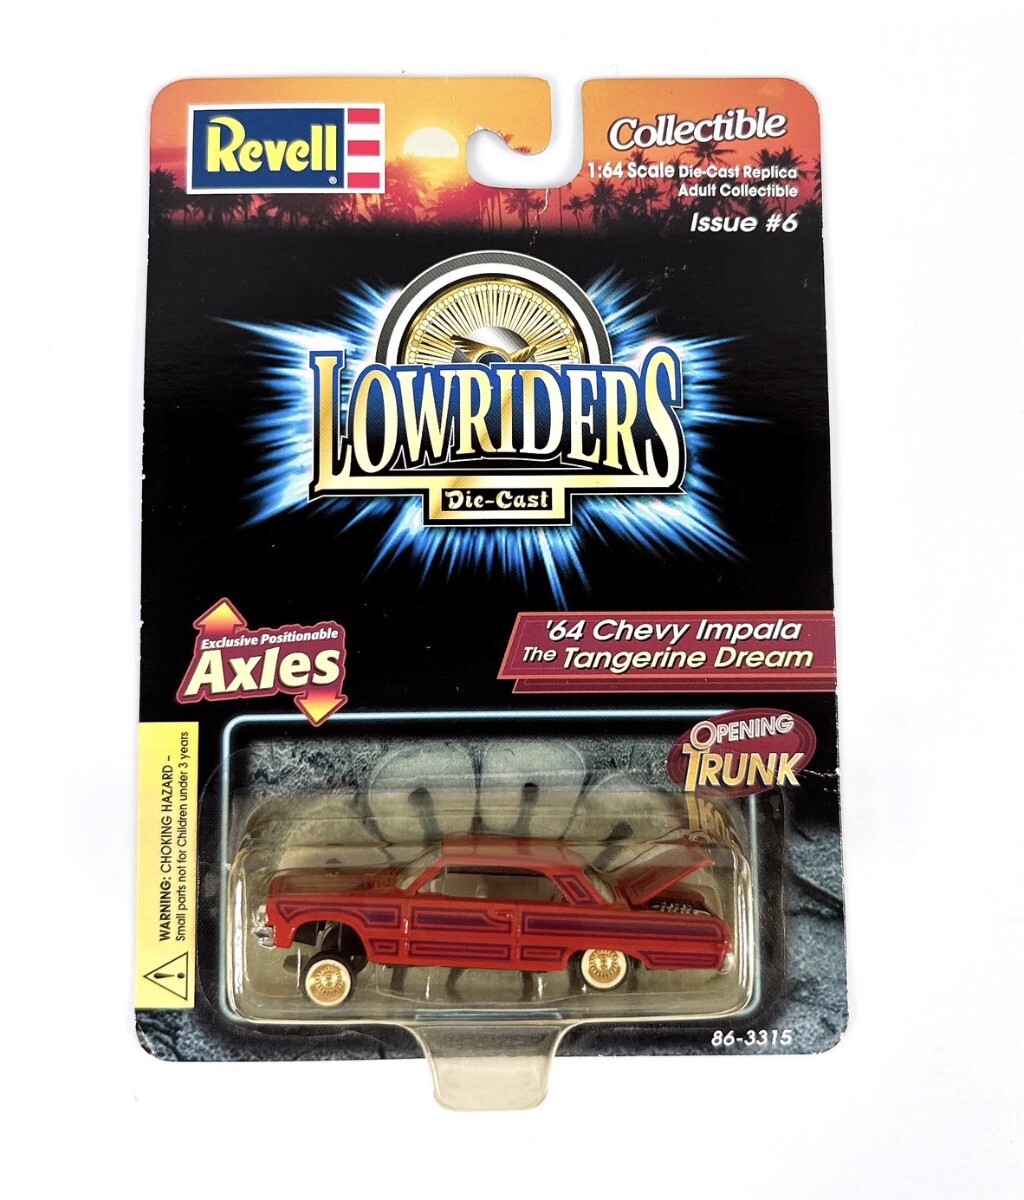 Revell®
Collectible
1:64 Scale Die-Cast Replica
Adult Collectible
Issue #6
LOWRIDERS
Die-Cast
Exclusive Positionable
Axles
'64 Chevy Impala
The Tangerine Dream
OPENING
TRUNK
WARNING: CHOKING HAZARD -
Small parts not for Children under 3 years
86-3315